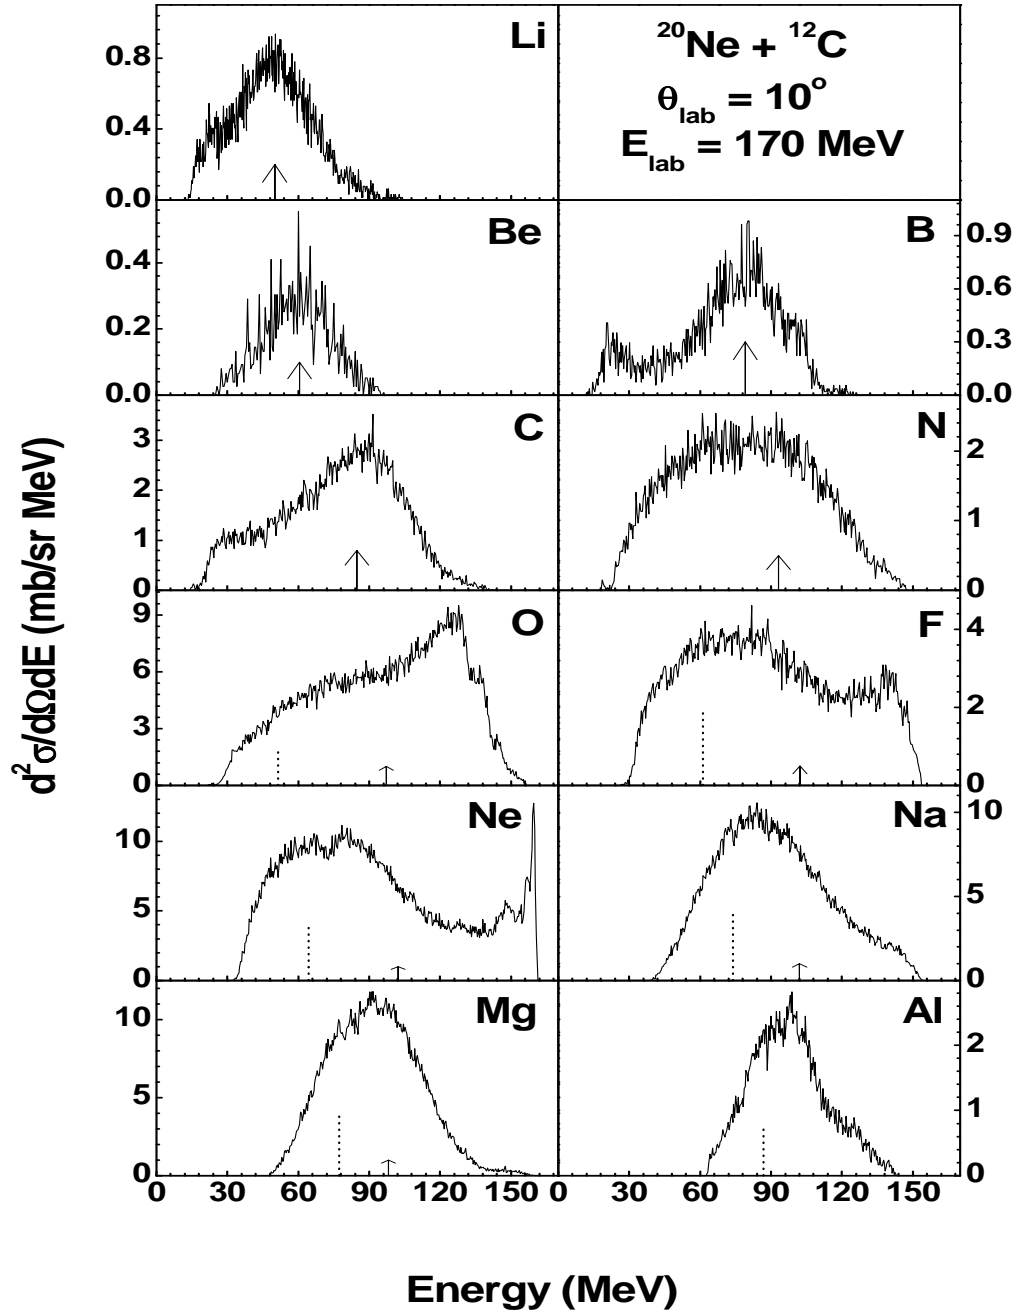 Li
²⁰Ne + ¹²C
θlab = 10°
Elab = 170 MeV
0.8
0.4
0.0
Be
B
0.4
0.2
0.0
0.9
0.6
0.3
0.0
C
N
3
2
1
0
2
1
0
O
F
9
6
3
0
4
2
0
Ne
Na
10
5
0
10
5
0
Mg
Al
10
5
0
2
1
0
0 30 60 90 120 150 0 30 60 90 120 150
d²σ/dΩdE (mb/sr MeV)
Energy (MeV)